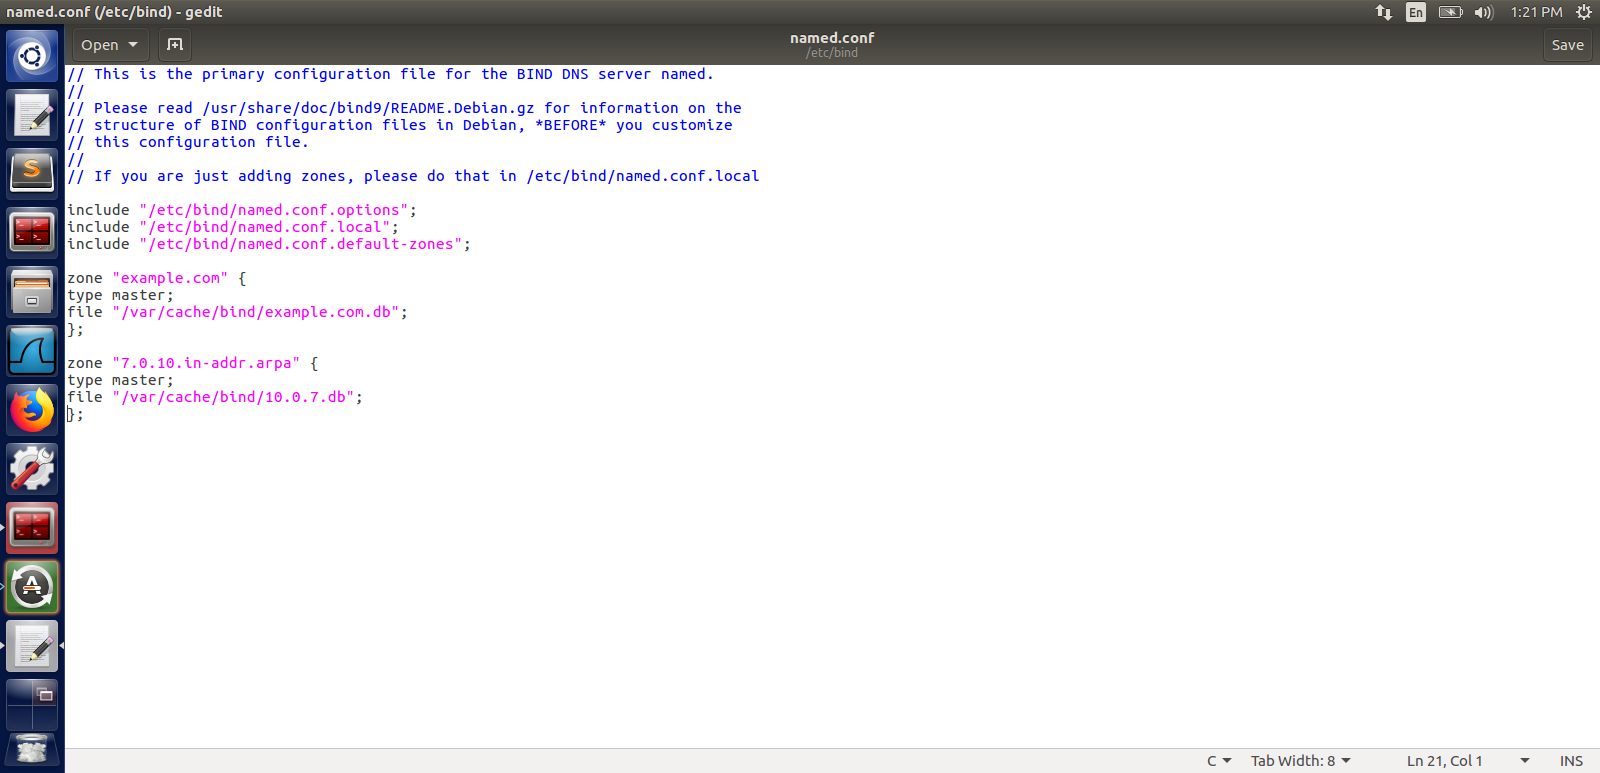 named.conf (/etc/bind) - gedit
En
1:21 PM
Open
named.conf
/etc/bind
Save
// This is the primary configuration file for the BIND DNS server named.
//
// Please read /usr/share/doc/bind9/README.Debian.gz for information on the
// structure of BIND configuration files in Debian, *BEFORE* you customize
// this configuration file.
//
// If you are just adding zones, please do that in /etc/bind/named.conf.local
include "/etc/bind/named.conf.options";
include "/etc/bind/named.conf.local";
include "/etc/bind/named.conf.default-zones";
zone "example.com" {
type master;
file "/var/cache/bind/example.com.db";
};
zone "7.0.10.in-addr.arpa" {
type master;
file "/var/cache/bind/10.0.7.db";
};
C
Tab Width: 8
Ln 21, Col 1
INS